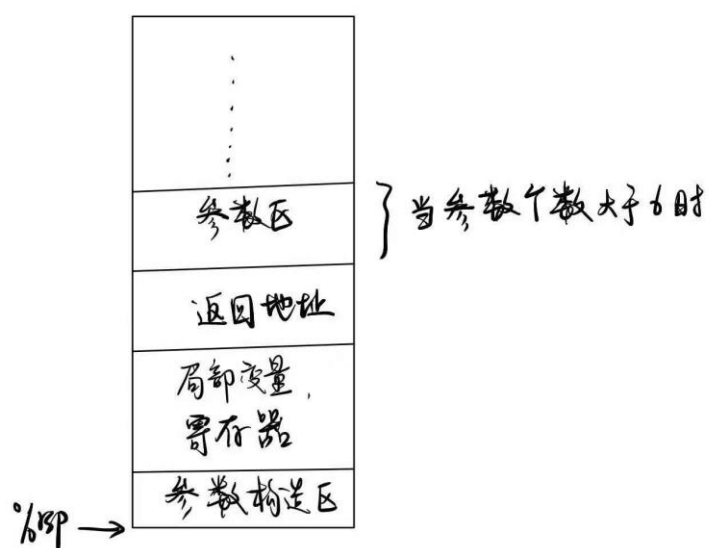 参数区
当参数个数大于6时
返回地址
局部变量,
寄存器
参数构造区
%rsp